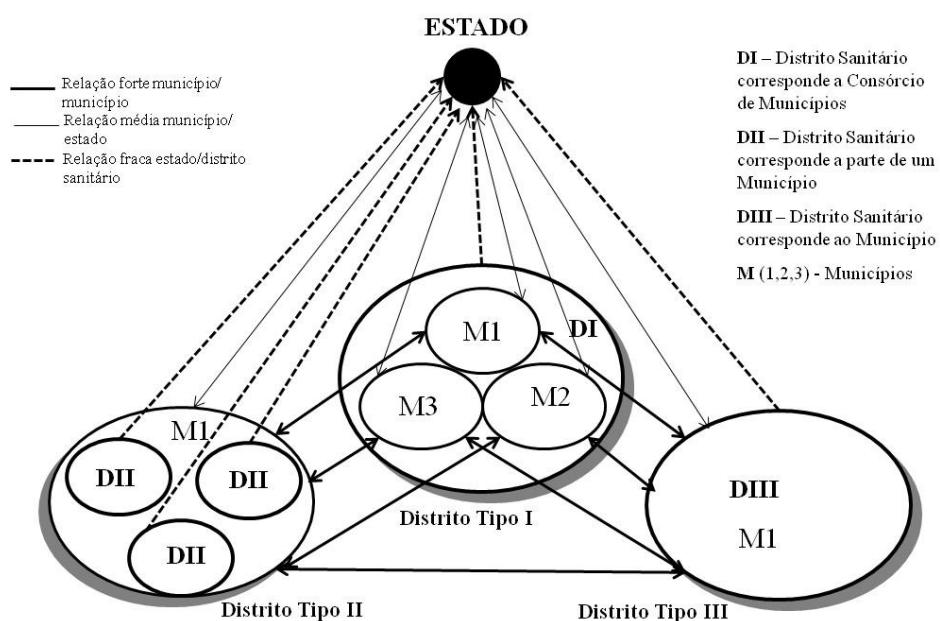 ESTADO
Relação forte município/
município
Relação média município/
estado
Relação fraca estado/distrito
sanitário
DI – Distrito Sanitário
corresponde a Consórcio
de Municípios
DII – Distrito Sanitário
corresponde a parte de um
Município
DIII – Distrito Sanitário
corresponde ao Município
M (1,2,3) - Municípios
M1
DI
M3
M2
Distrito Tipo I
M1
DII
DII
DII
Distrito Tipo II
DIII
M1
Distrito Tipo III